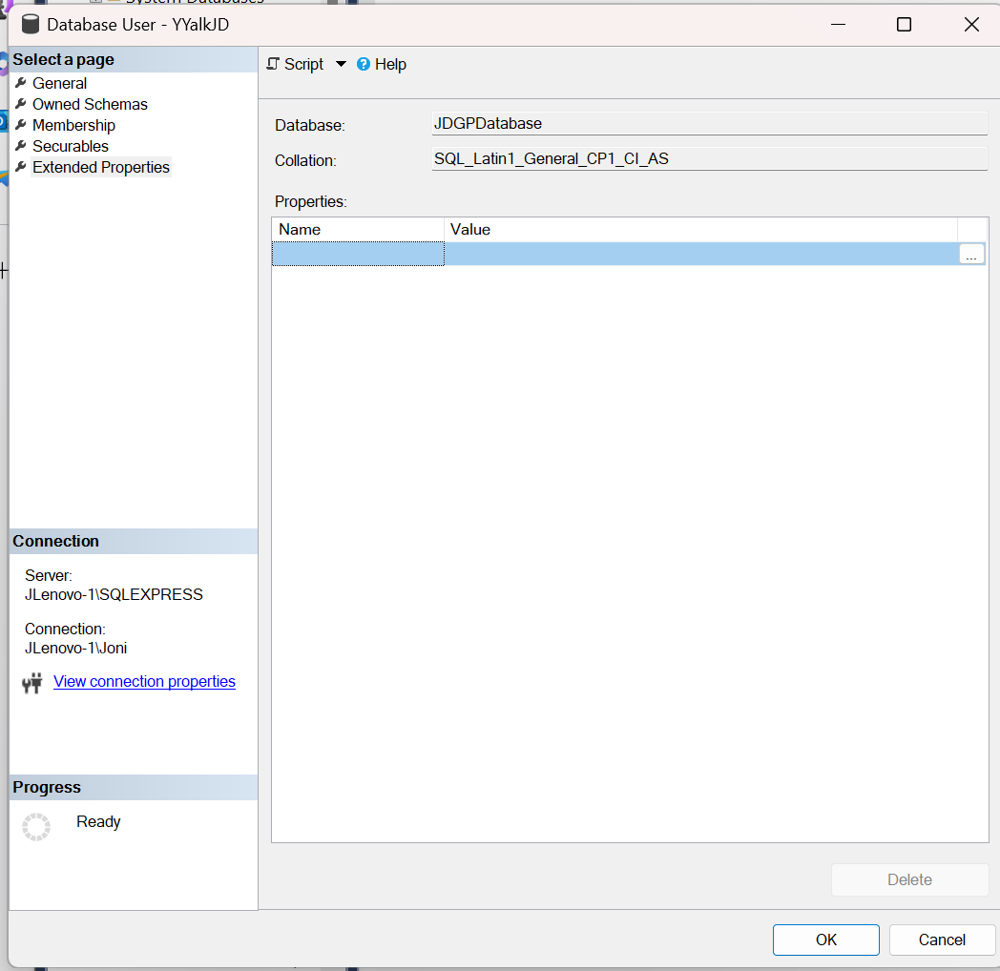 System Databases
Database User - YYalkJD
Select a page
General
Owned Schemas
Membership
Securables
Extended Properties
Script
Help
Database:
JDGPDatabase
Collation:
SQL_Latin1_General_CP1_CI_AS
Properties:
Name
Value
...
Connection
Server:
JLenovo-1\SQLEXPRESS
Connection:
JLenovo-1\Joni
View connection properties
Progress
Ready
Delete
OK
Cancel